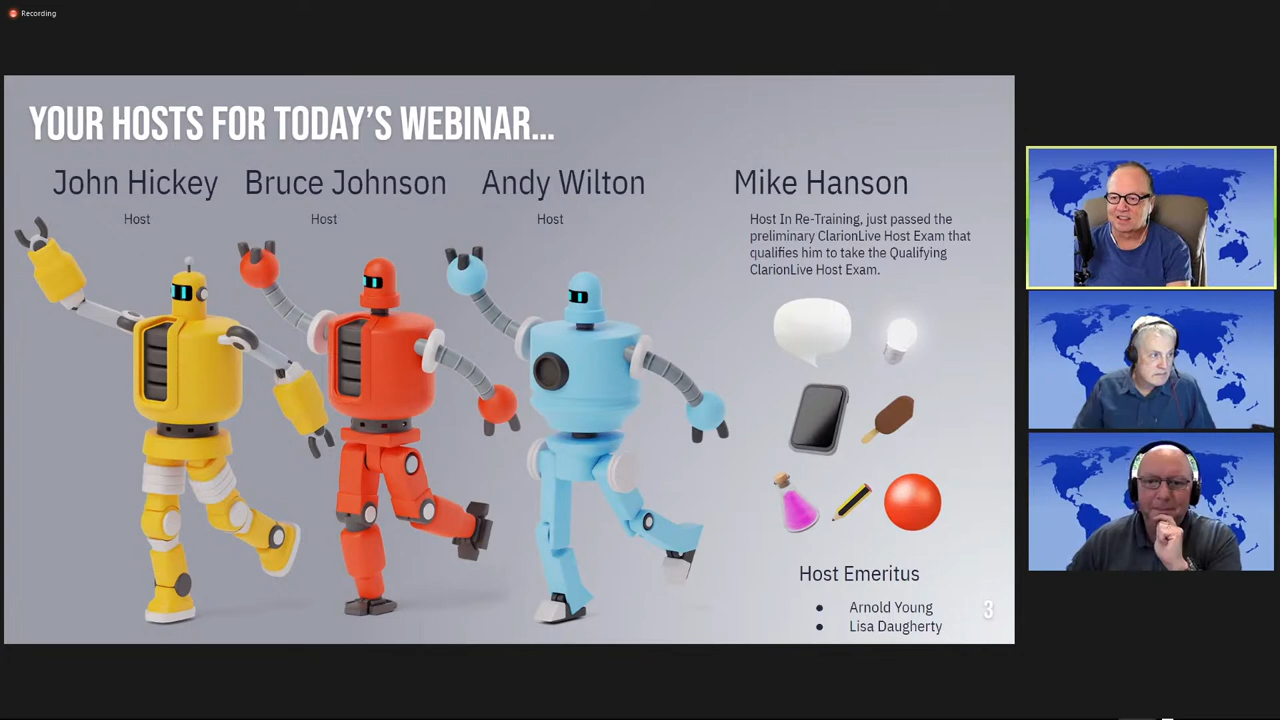 Recording
YOUR HOSTS FOR TODAY'S WEBINAR...
John Hickey
Host
Bruce Johnson
Host
Andy Wilton
Host
Mike Hanson
Host In Re-Training, just passed the
preliminary ClarionLive Host Exam that
qualifies him to take the Qualifying
ClarionLive Host Exam.
Host Emeritus
● Arnold Young
● Lisa Daugherty
3